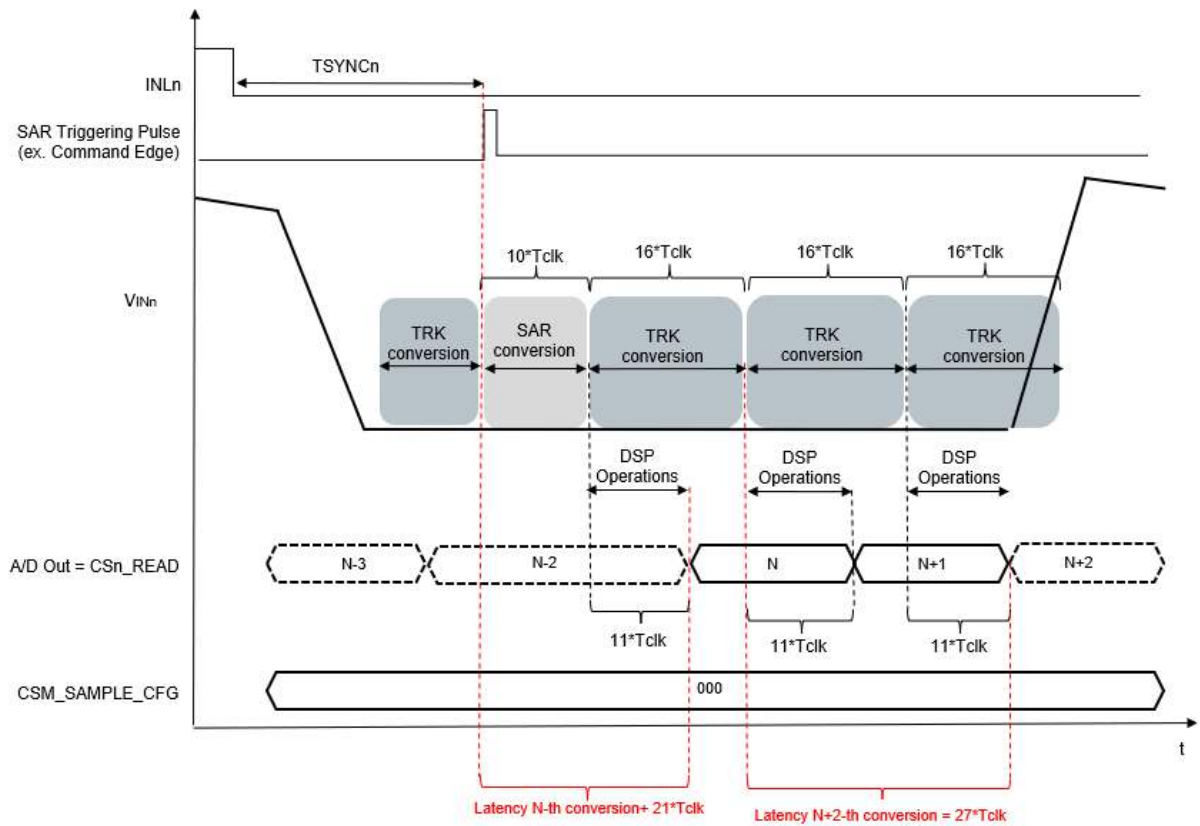 TSYNCn
INLn
SAR Triggering Pulse
(ex. Command Edge)
10*Tclk
16*Tclk
16*Tclk
16*Tclk
VINn
TRK
conversion
SAR
conversion
TRK
conversion
TRK
conversion
TRK
conversion
DSP
Operations
DSP
Operations
DSP
Operations
A/D Out = CSn_READ
N-3
N-2
N
N+1
N+2
11*Tclk
11*Tclk
11*Tclk
CSM_SAMPLE_CFG
000
t
Latency N-th conversion+ 21*Tclk
Latency N+2-th conversion = 27*Tclk